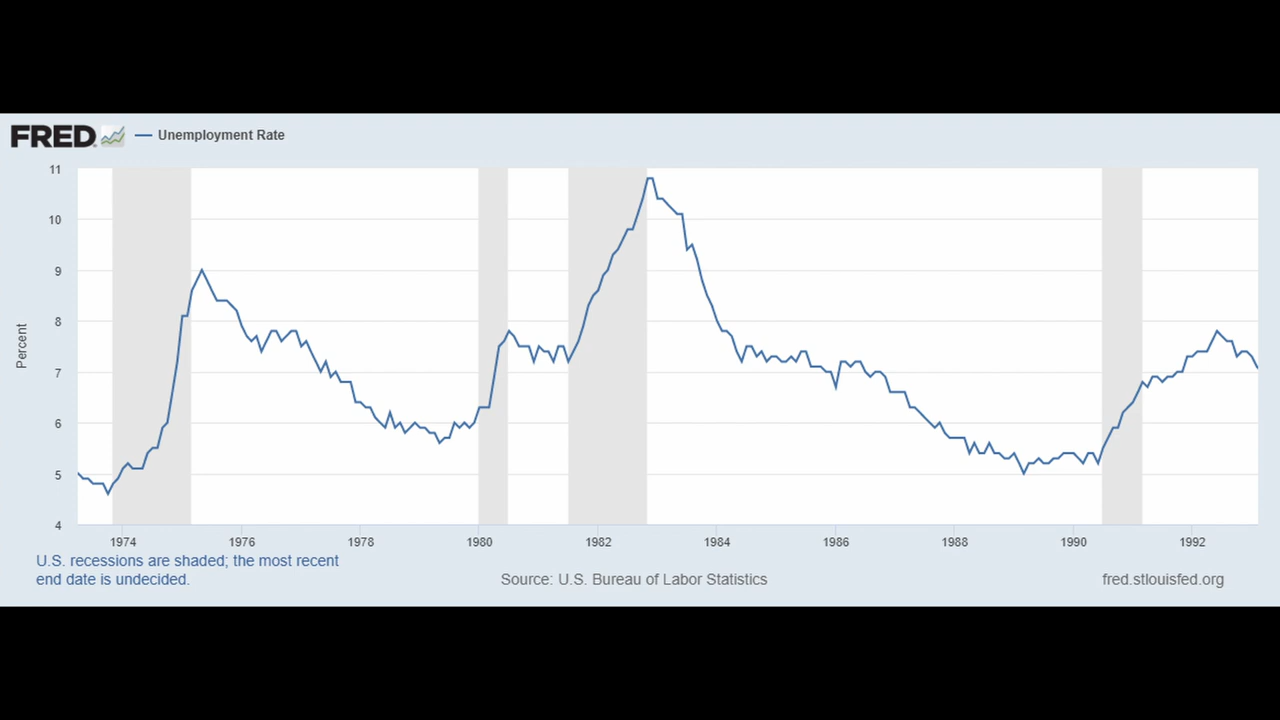 FRED
Unemployment Rate
11
10
9
8
7
6
5
4
Percent
1974 1976 1978 1980 1982 1984 1986 1988 1990 1992
U.S. recessions are shaded; the most recent
end date is undecided.
Source: U.S. Bureau of Labor Statistics
fred.stlouisfed.org